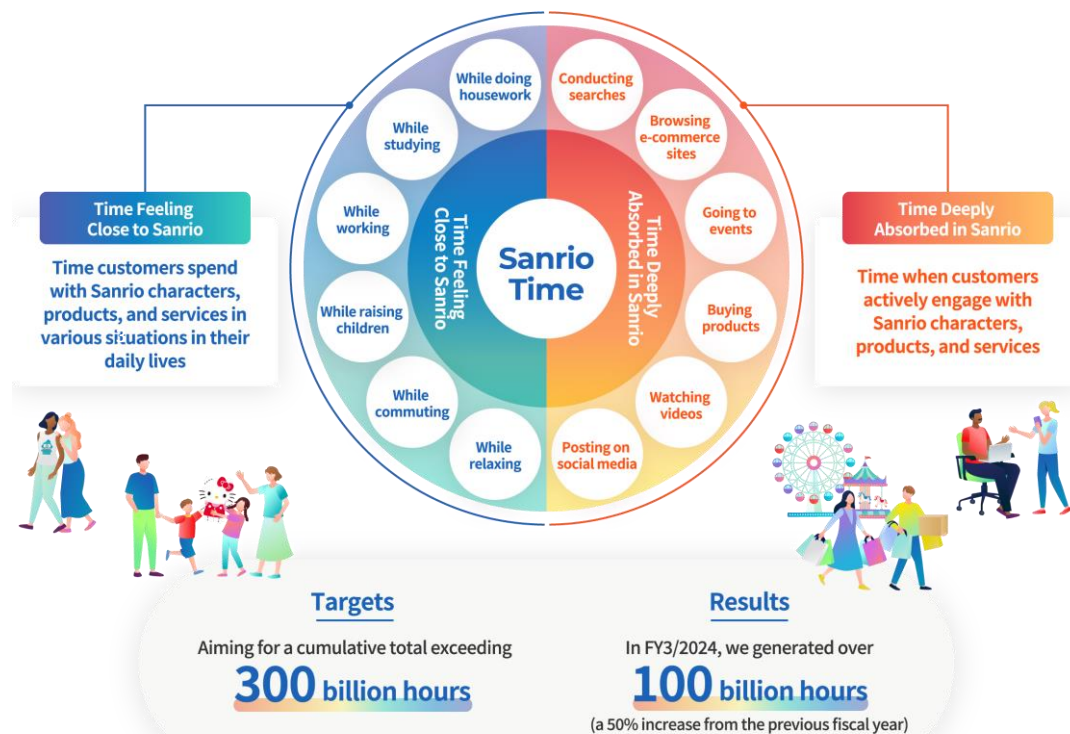 While doing
housework
Conducting
searches
While
studying
Browsing
e-commerce
sites
While
working
Going to
events
While raising
children
Buying
products
While
commuting
Watching
videos
While
relaxing
Posting on
social media
Time Feeling
Close to Sanrio
Sanrio
Time
Time Deeply
Absorbed in Sanrio
Time Feeling
Close to Sanrio
Time customers spend
with Sanrio characters,
products, and services in
various situations in their
daily lives
Time Deeply
Absorbed in Sanrio
Time when customers
actively engage with
Sanrio characters,
products, and services
Targets
Aiming for a cumulative total exceeding
300 billion hours
Results
In FY3/2024, we generated over
100 billion hours
(a 50% increase from the previous fiscal year)